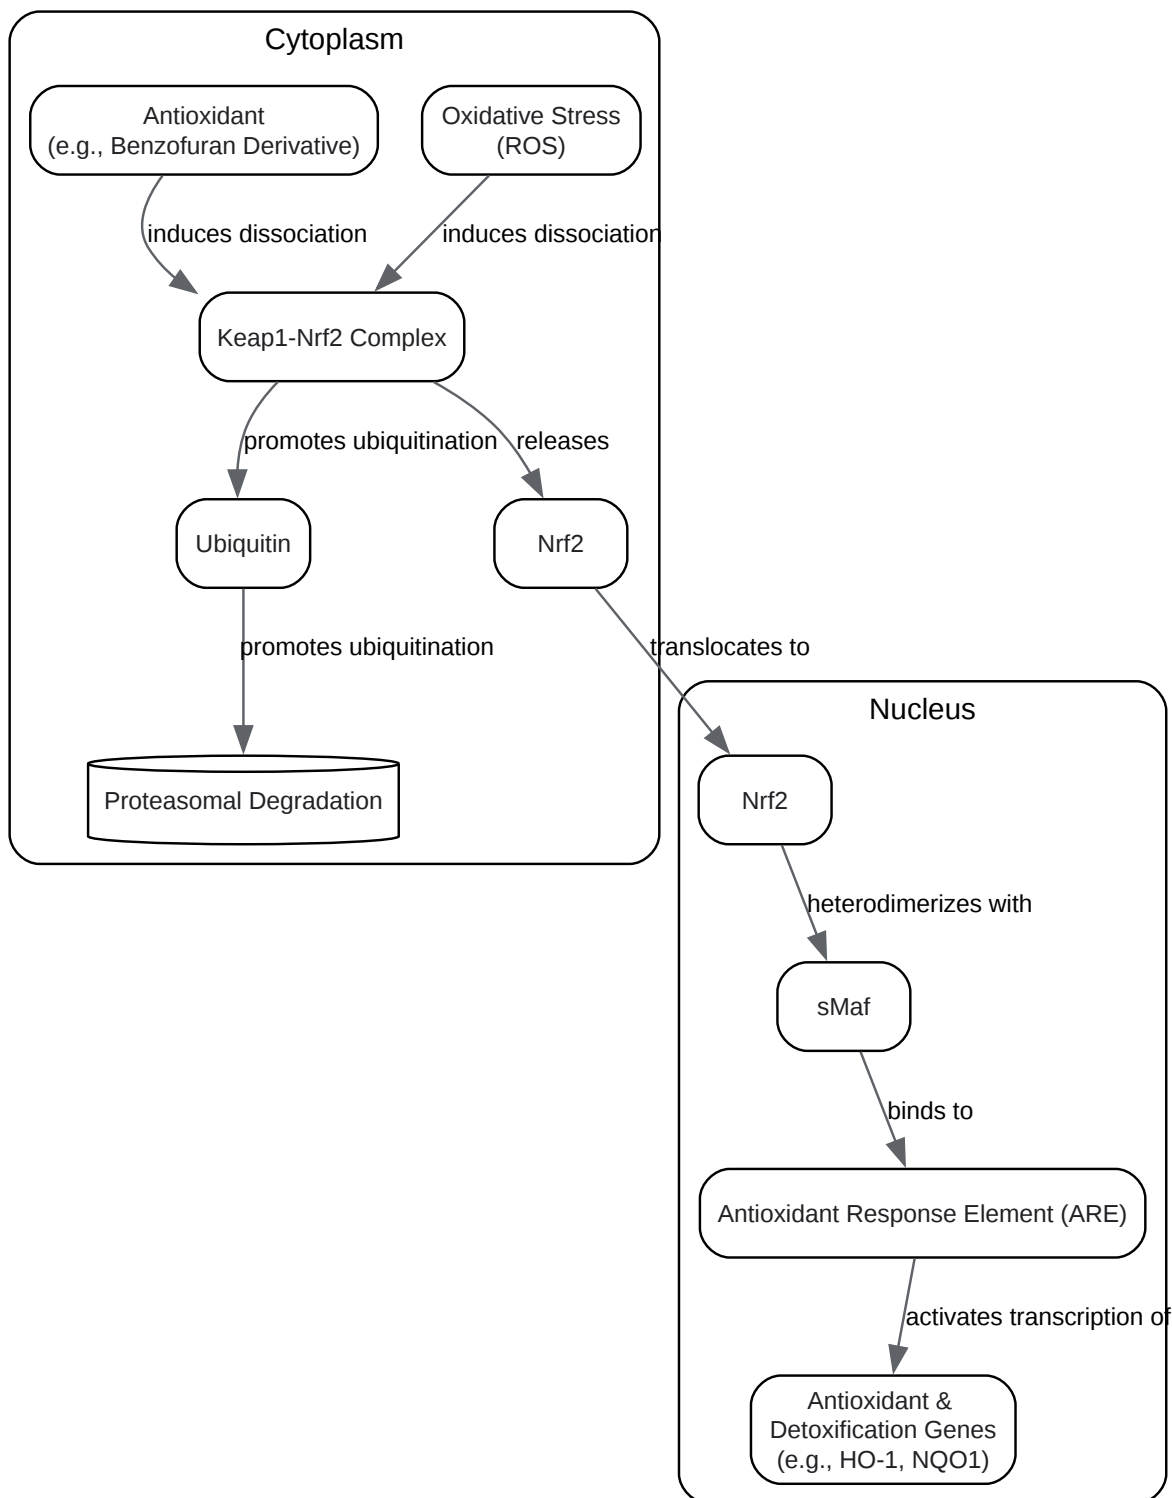 Cytoplasm
Antioxidant
(e.g., Benzofuran Derivative)
Oxidative Stress
(ROS)
induces dissociation
induces dissociation
Keap1-Nrf2 Complex
promotes ubiquitination
releases
Ubiquitin
Nrf2
promotes ubiquitination
translocates to
Nucleus
Proteasomal Degradation
Nrf2
heterodimerizes with
sMaf
binds to
Antioxidant Response Element (ARE)
activates transcription of
Antioxidant &
Detoxification Genes
(e.g., HO-1, NQO1)